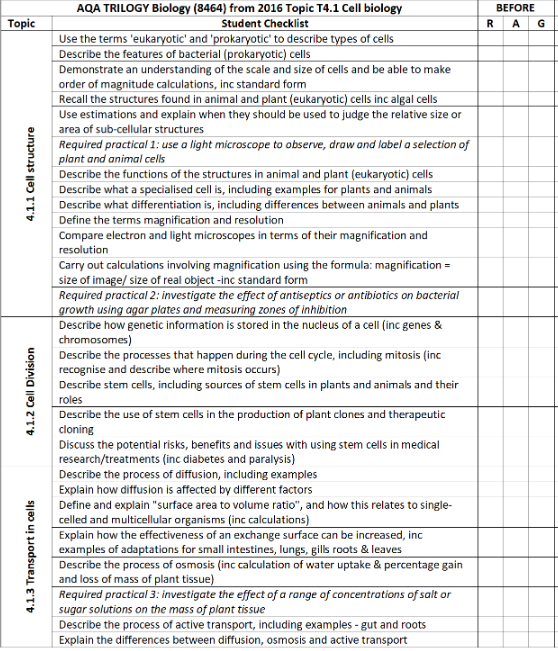 AQA TRILOGY Biology (8464) from 2016 Topic T4.1 Cell biology
BEFORE
Topic
Student Checklist
R
A
G
4.1.1 Cell structure
Use the terms 'eukaryotic' and 'prokaryotic' to describe types of cells
Describe the features of bacterial (prokaryotic) cells
Demonstrate an understanding of the scale and size of cells and be able to make
order of magnitude calculations, inc standard form
Recall the structures found in animal and plant (eukaryotic) cells inc algal cells
Use estimations and explain when they should be used to judge the relative size or
area of sub-cellular structures
Required practical 1: use a light microscope to observe, draw and label a selection of
plant and animal cells
Describe the functions of the structures in animal and plant (eukaryotic) cells
Describe what a specialised cell is, including examples for plants and animals
Describe what differentiation is, including differences between animals and plants
Define the terms magnification and resolution
Compare electron and light microscopes in terms of their magnification and
resolution
Carry out calculations involving magnification using the formula: magnification =
size of image/ size of real object -inc standard form
Required practical 2: investigate the effect of antiseptics or antibiotics on bacterial
growth using agar plates and measuring zones of inhibition
4.1.2 Cell Division
Describe how genetic information is stored in the nucleus of a cell (inc genes &
chromosomes)
Describe the processes that happen during the cell cycle, including mitosis (inc
recognise and describe where mitosis occurs)
Describe stem cells, including sources of stem cells in plants and animals and their
roles
Describe the use of stem cells in the production of plant clones and therapeutic
cloning
Discuss the potential risks, benefits and issues with using stem cells in medical
research/treatments (inc diabetes and paralysis)
4.1.3 Transport in cells
Describe the process of diffusion, including examples
Explain how diffusion is affected by different factors
Define and explain "surface area to volume ratio", and how this relates to single-
celled and multicellular organisms (inc calculations)
Explain how the effectiveness of an exchange surface can be increased, inc
examples of adaptations for small intestines, lungs, gills roots & leaves
Describe the process of osmosis (inc calculation of water uptake & percentage gain
and loss of mass of plant tissue)
Required practical 3: investigate the effect of a range of concentrations of salt or
sugar solutions on the mass of plant tissue
Describe the process of active transport, including examples - gut and roots
Explain the differences between diffusion, osmosis and active transport